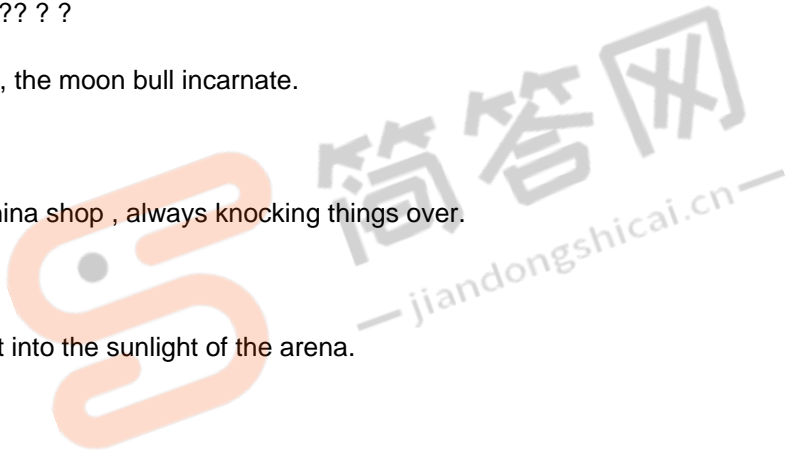 ?? ? ?
, the moon bull incarnate.
简答网
hina shop , always knocking things over.
jiandongshicai.cn
t into the sunlight of the arena.